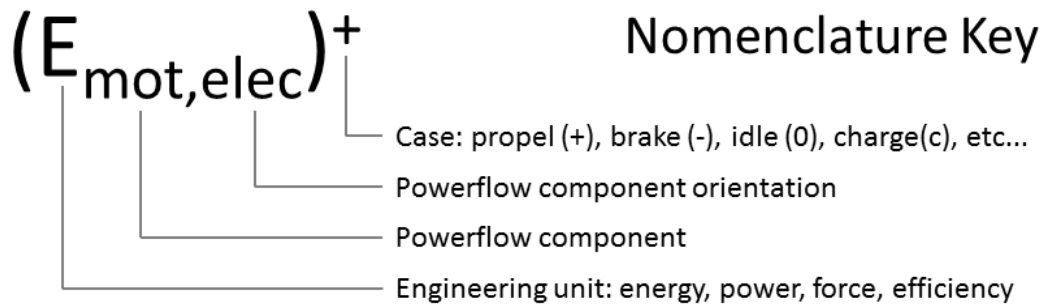 (E mot,elec)+
Nomenclature Key
Case: propel (+), brake (-), idle (0), charge(c), etc...
Powerflow component orientation
Powerflow component
Engineering unit: energy, power, force, efficiency